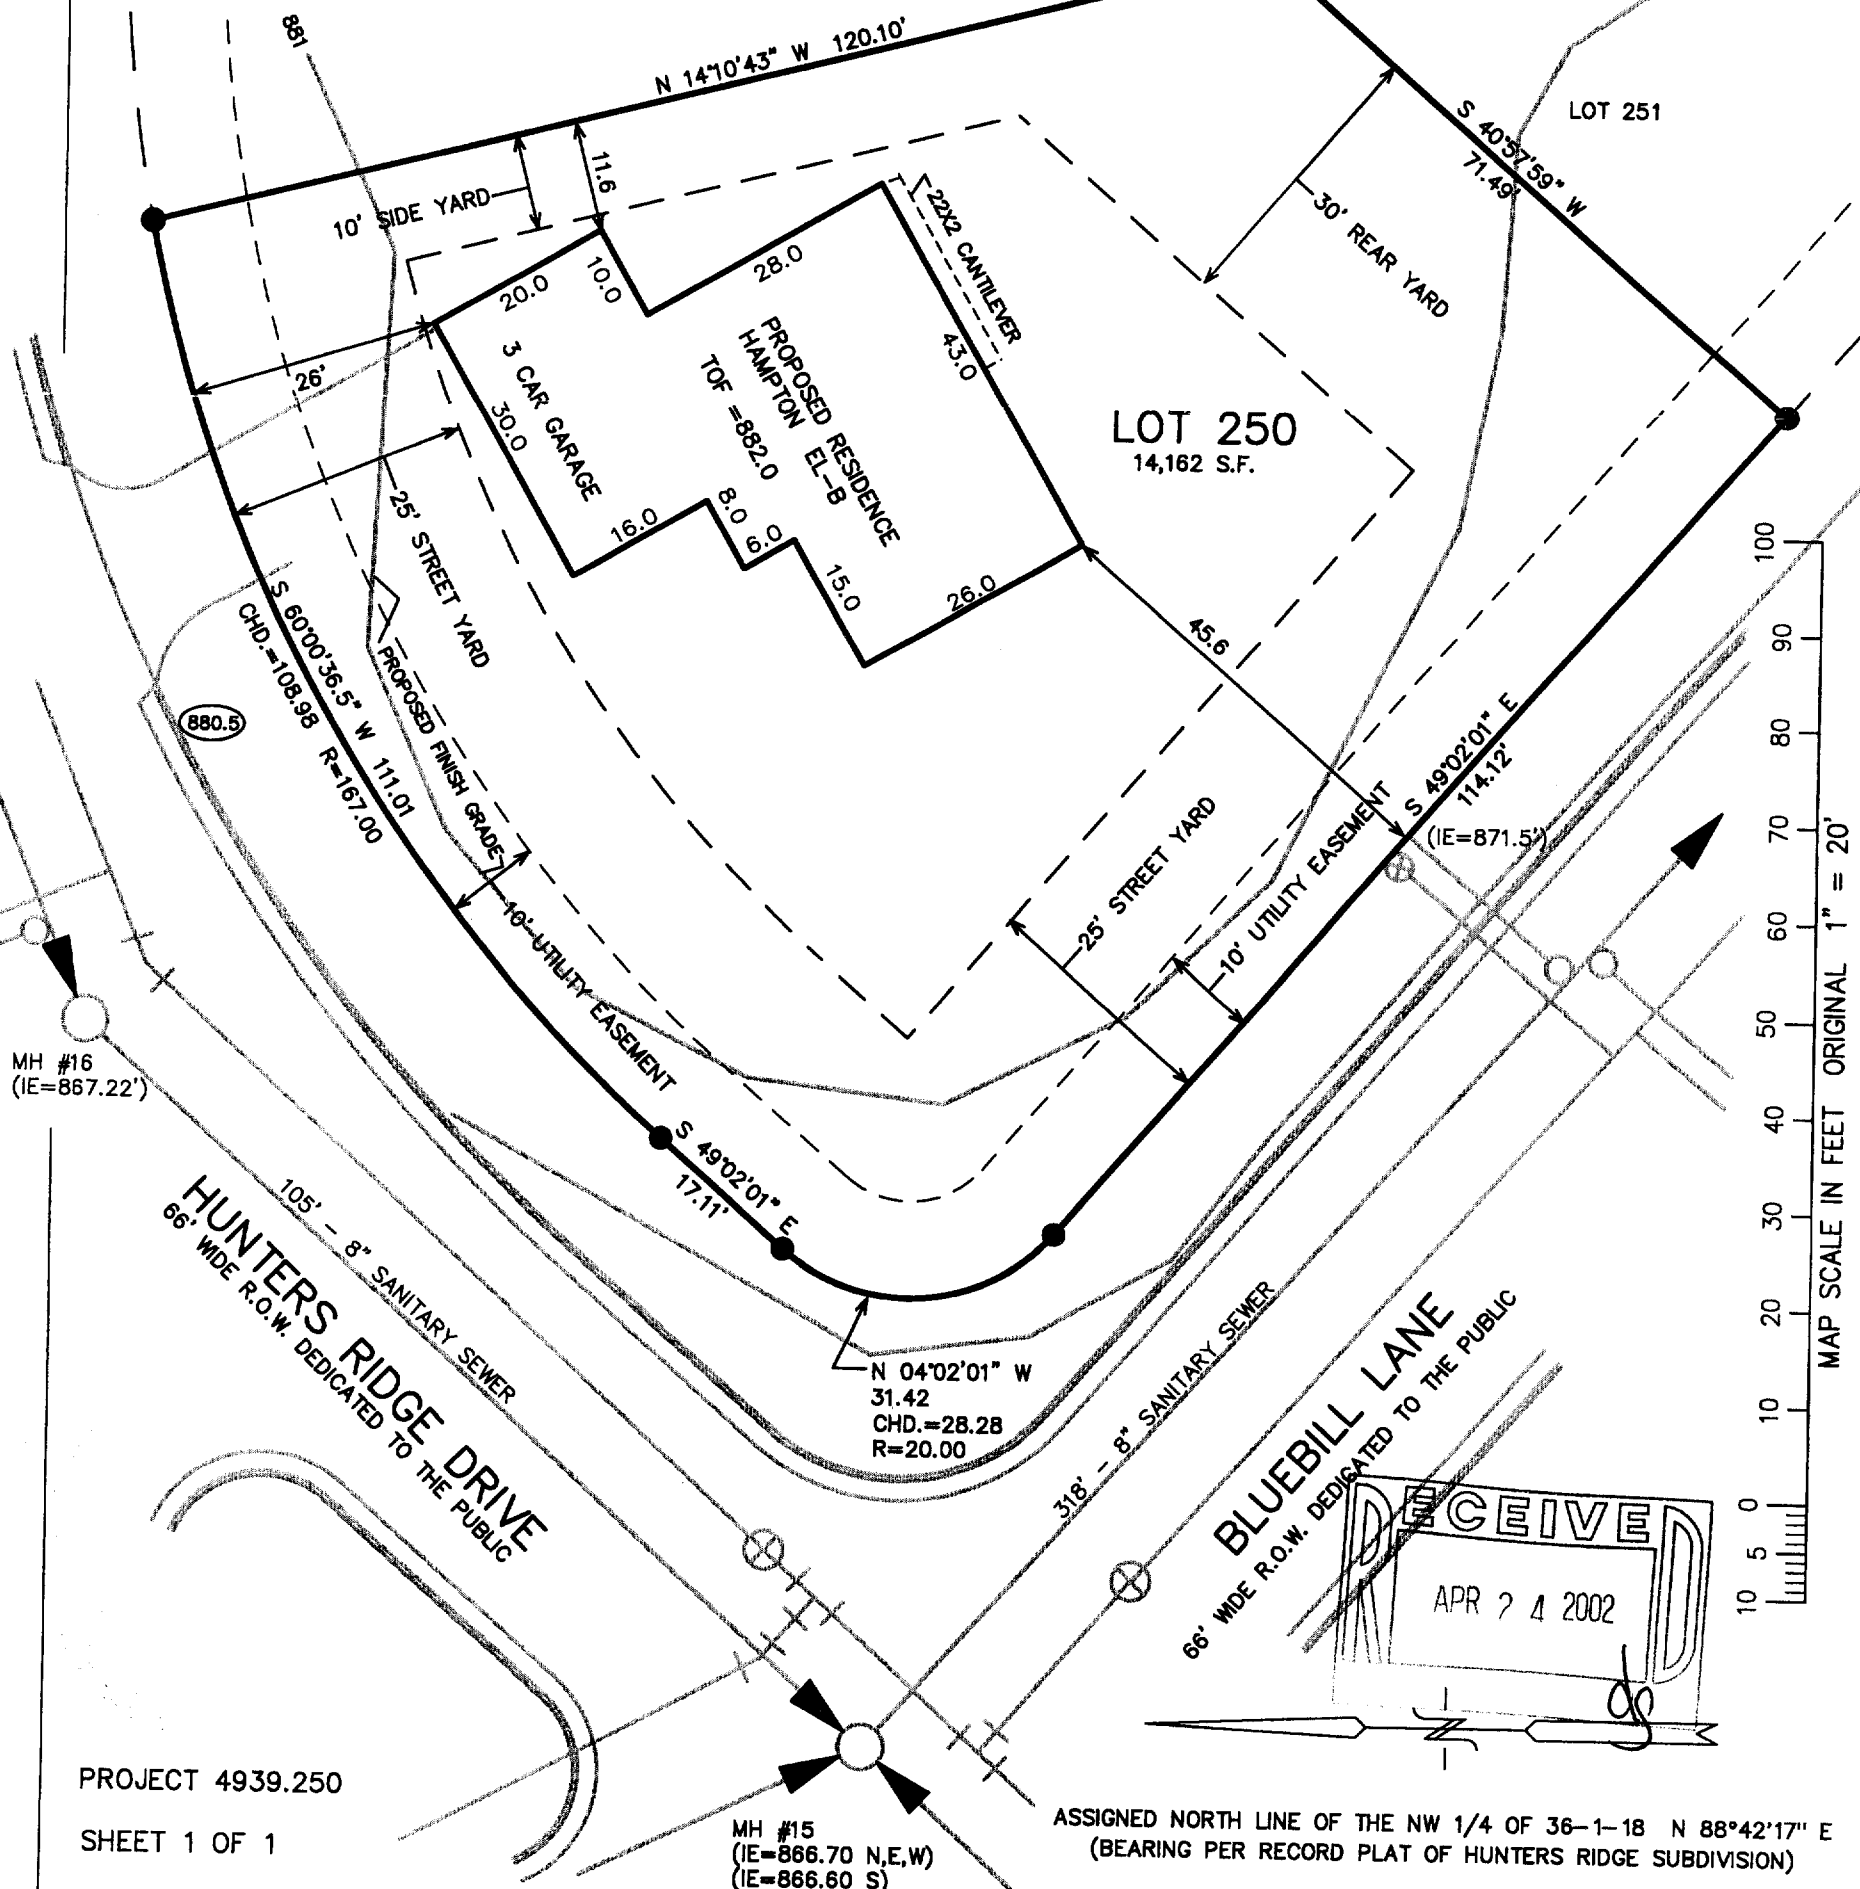 881
N 14°10'43" W 120.10'
LOT 251
S 40°57'59" W
71.49'
10' SIDE YARD
11.6
22X2 CANTILEVER
30' REAR YARD
20.0
10.0
28.0
43.0
26'
3 CAR GARAGE
30.0
PROPOSED RESIDENCE
HAMPTON EL-B
TOF =882.0
LOT 250
14,162 S.F.
16.0
8.0
6.0
15.0
26.0
25' STREET YARD
45.6
S 60°00'36.5" W 111.01
CHD.=108.98 R=167.00
PROPOSED FINISH GRADE
880.5
S 49°02'01" E
114.12'
(IE=871.5')
10' UTILITY EASEMENT
25' STREET YARD
10' UTILITY EASEMENT
MH #16
(IE=867.22')
S 49°02'01" E
17.11'
HUNTERS RIDGE DRIVE
66' WIDE R.O.W. DEDICATED TO THE PUBLIC
105' - 8" SANITARY SEWER
N 04°02'01" W
31.42
CHD.=28.28
R=20.00
318' - 8" SANITARY SEWER
BLUEBILL LANE
66' WIDE R.O.W. DEDICATED TO THE PUBLIC
100
90
80
70
60
50
40
30
20
10
0
5
10
MAP SCALE IN FEET ORIGINAL 1" = 20'
RECEIVED
APR 24 2002
PROJECT 4939.250
SHEET 1 OF 1
MH #15
(IE=866.70 N,E,W)
(IE=866.60 S)
ASSIGNED NORTH LINE OF THE NW 1/4 OF 36-1-18 N 88°42'17" E
(BEARING PER RECORD PLAT OF HUNTERS RIDGE SUBDIVISION)